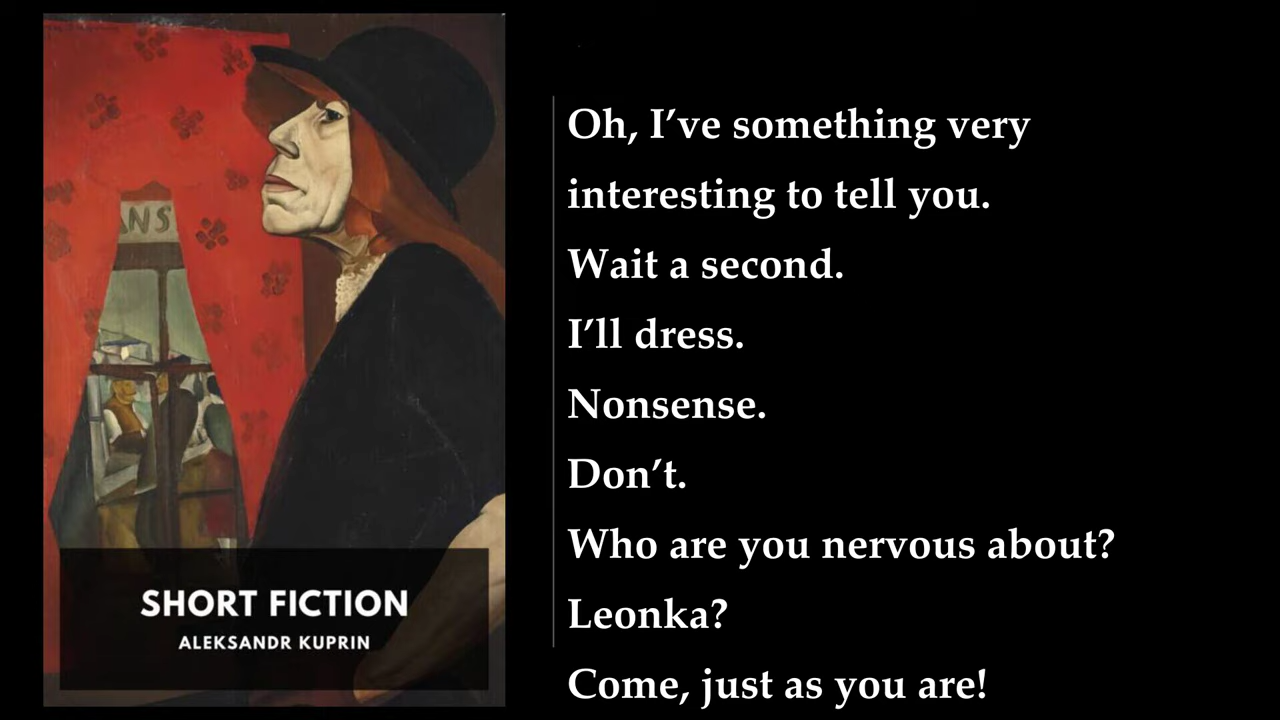 ANS
SHORT FICTION
ALEKSANDR KUPRIN
Oh, I’ve something very
interesting to tell you.
Wait a second.
I’ll dress.
Nonsense.
Don’t.
Who are you nervous about?
Leonka?
Come, just as you are!